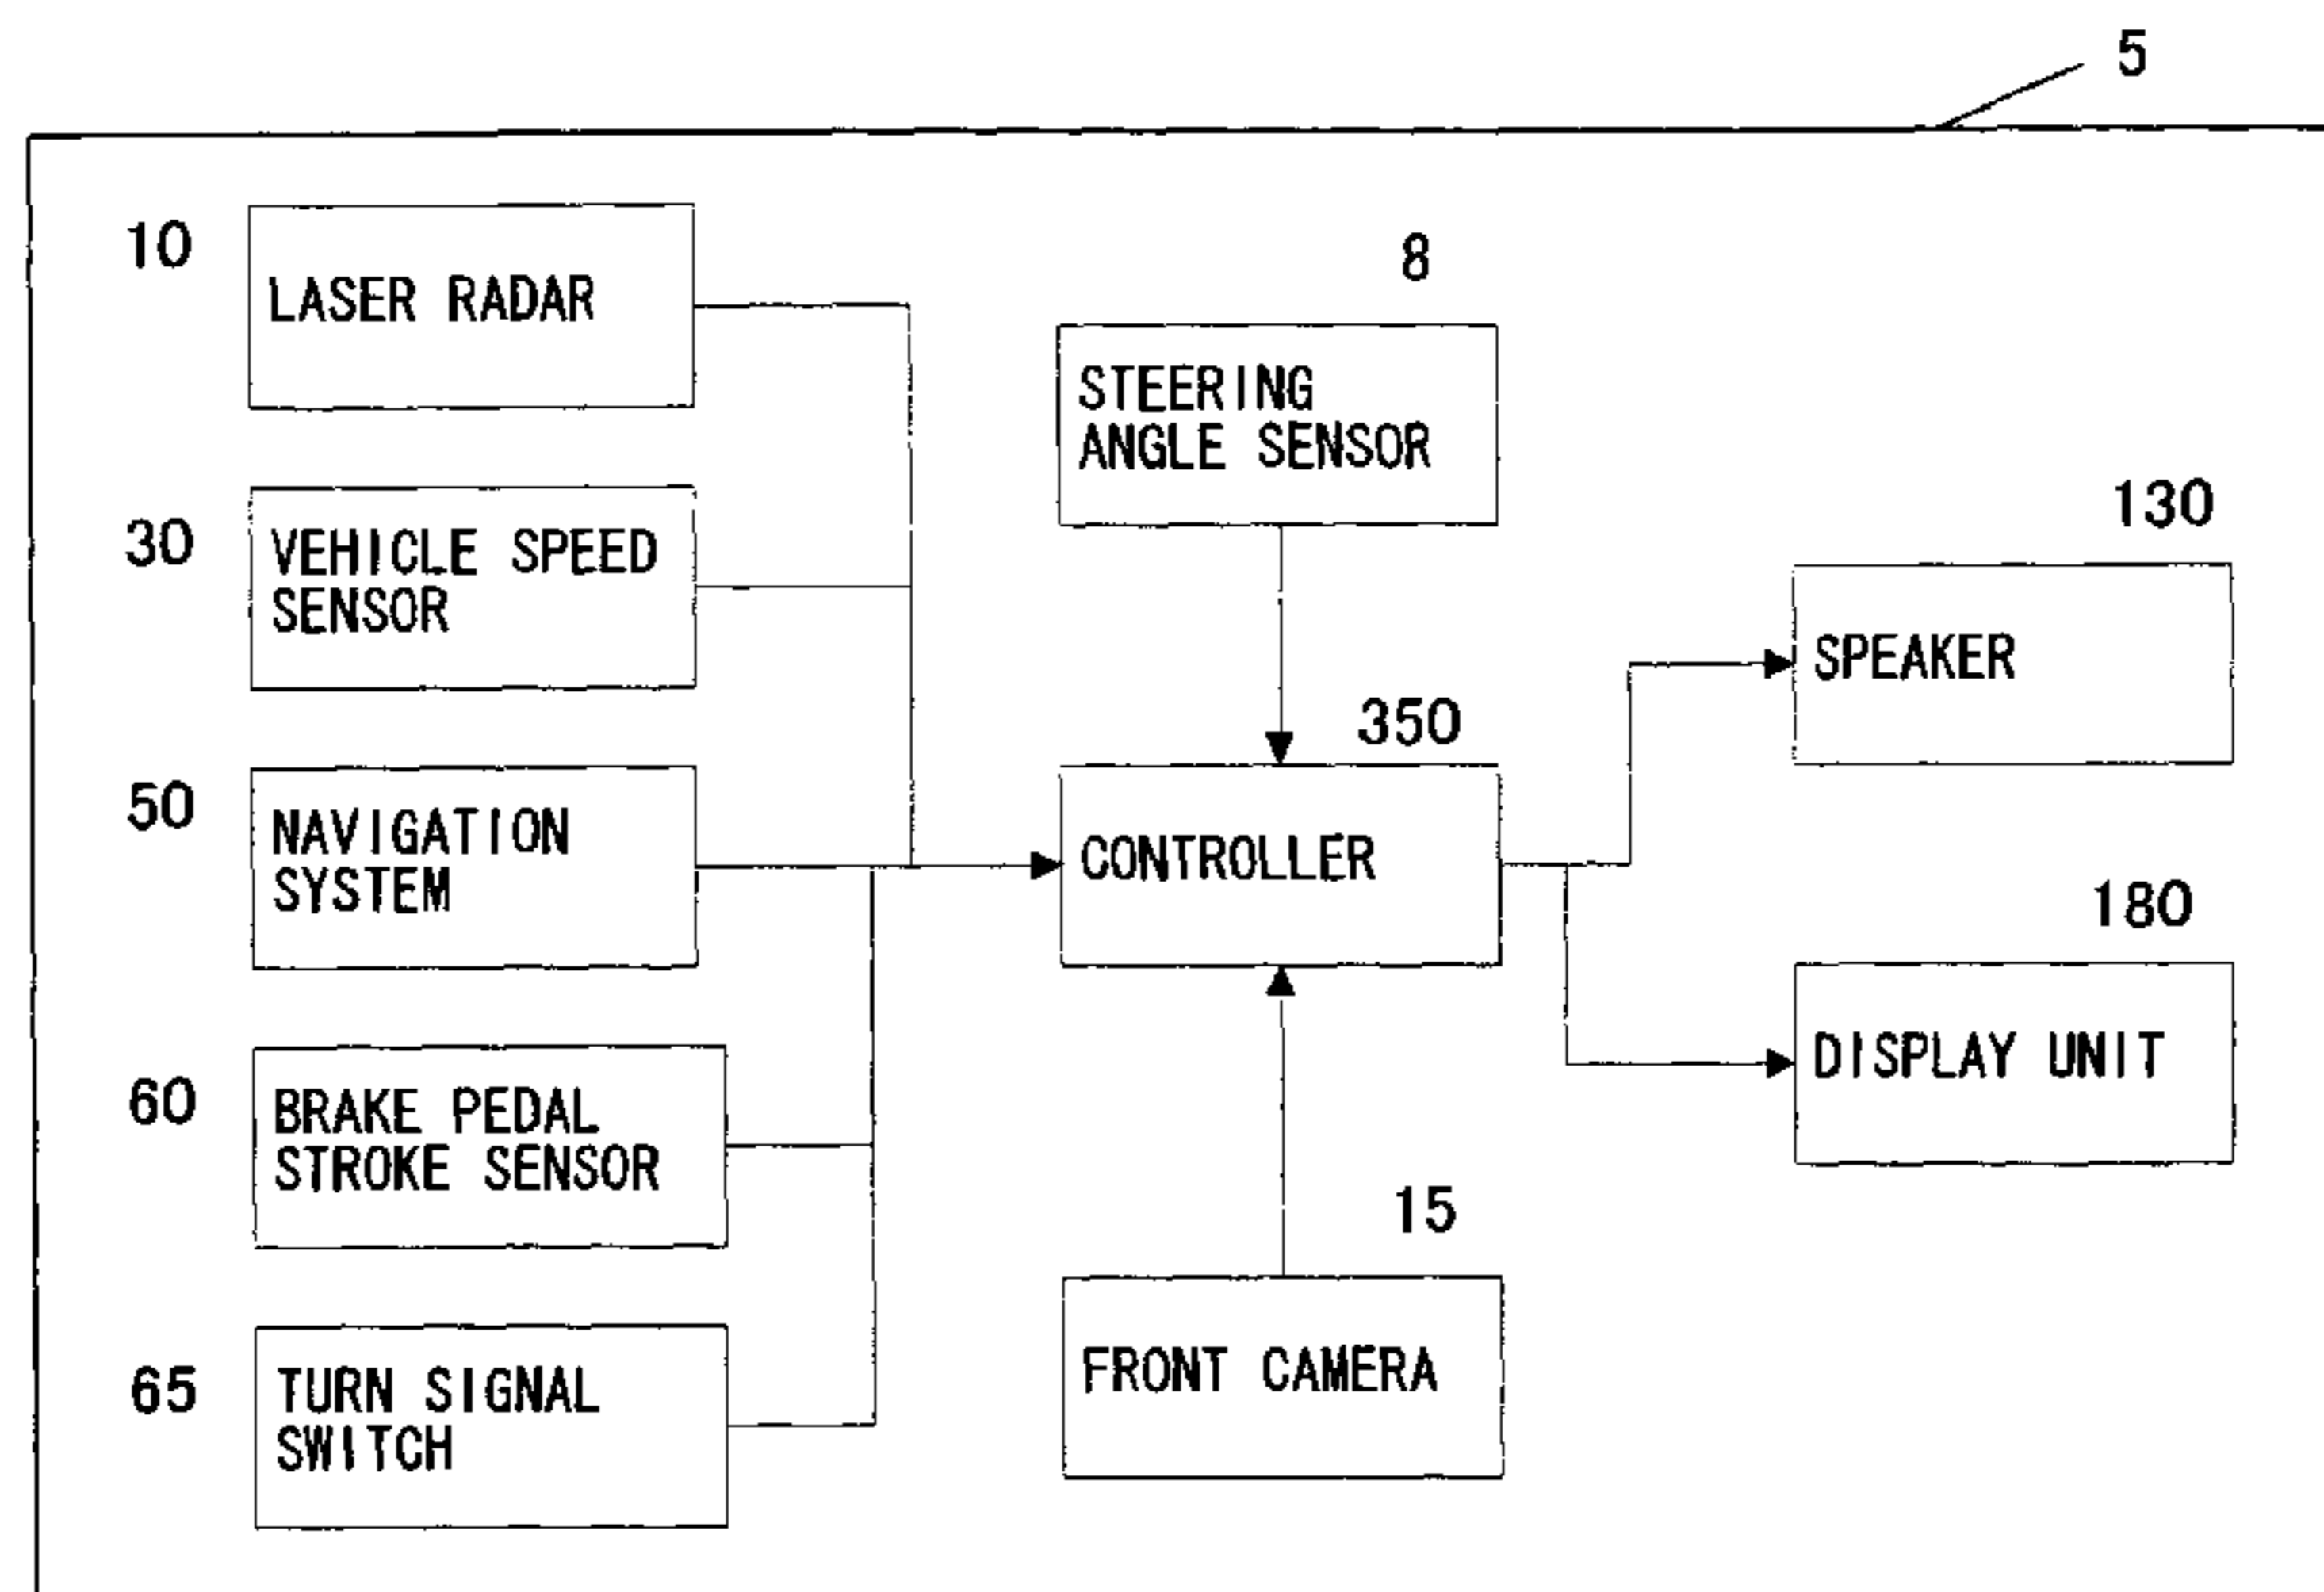 5
10
LASER RADAR
8
STEERING
ANGLE SENSOR
30
VEHICLE SPEED
SENSOR
130
SPEAKER
50
NAVIGATION
SYSTEM
350
CONTROLLER
180
DISPLAY UNIT
60
BRAKE PEDAL
STROKE SENSOR
15
FRONT CAMERA
65
TURN SIGNAL
SWITCH